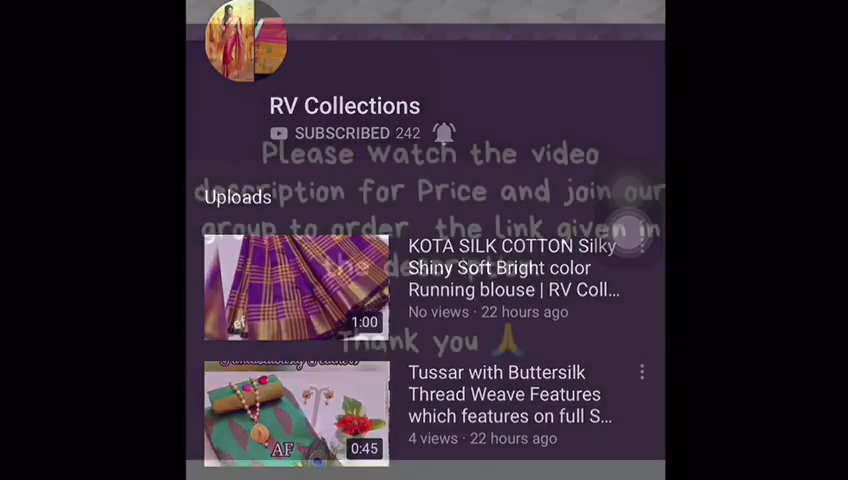 RV Collections
SUBSCRIBED 242
Please watch the video
description for Price and join our
group to order the link given in
the description
Thank you 🙏
Uploads
KOTA SILK COTTON Silky
Shiny Soft Bright color
Running blouse | RV Coll...
No views · 22 hours ago
1:00
Tussar with Buttersilk
Thread Weave Features
which features on full S...
4 views · 22 hours ago
AF
0:45